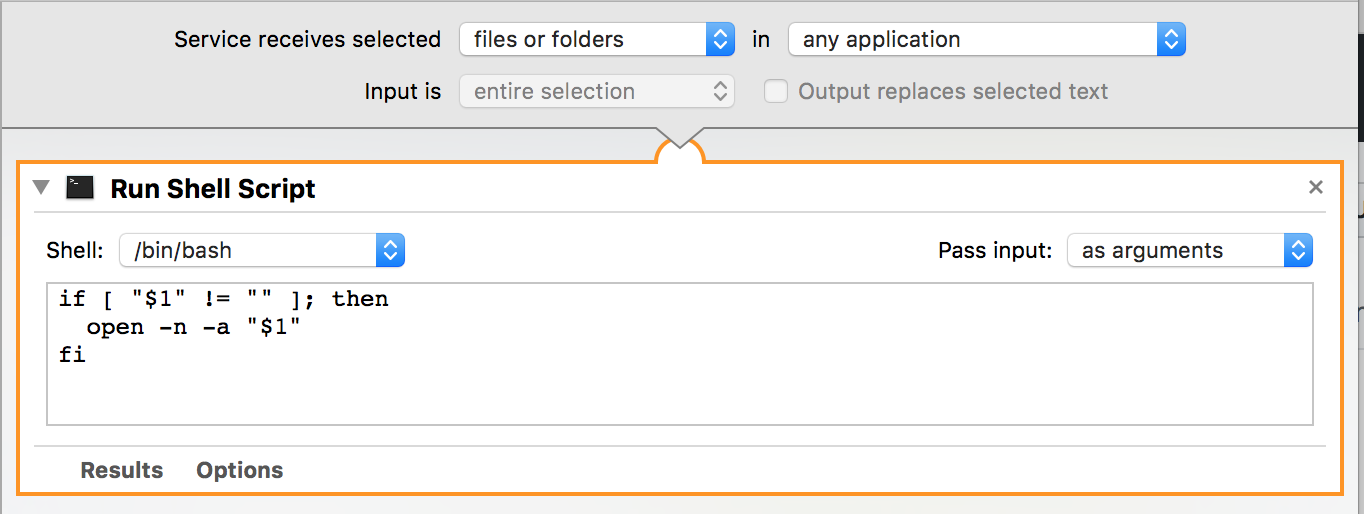 Service receives selected files or folders in any application
Input is entire selection Output replaces selected text
>_ Run Shell Script ×
Shell: /bin/bash Pass input: as arguments
if [ "$1" != "" ]; then
  open -n -a "$1"
fi
Results Options